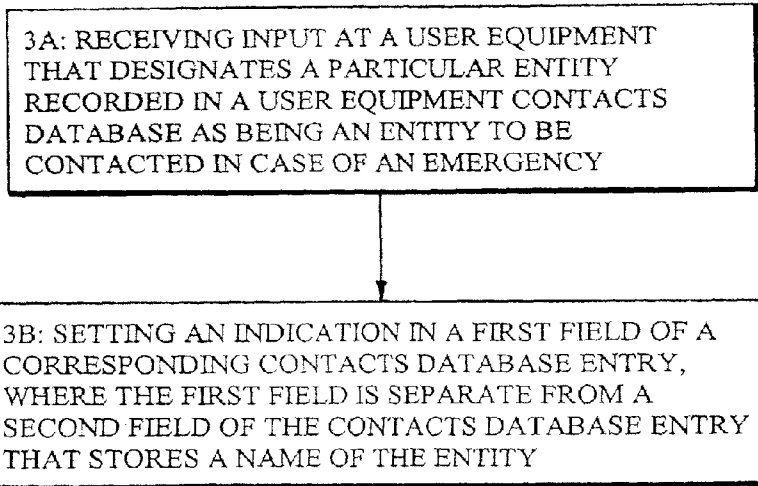 3A: RECEIVING INPUT AT A USER EQUIPMENT
THAT DESIGNATES A PARTICULAR ENTITY
RECORDED IN A USER EQUIPMENT CONTACTS
DATABASE AS BEING AN ENTITY TO BE
CONTACTED IN CASE OF AN EMERGENCY
3B: SETTING AN INDICATION IN A FIRST FIELD OF A
CORRESPONDING CONTACTS DATABASE ENTRY,
WHERE THE FIRST FIELD IS SEPARATE FROM A
SECOND FIELD OF THE CONTACTS DATABASE ENTRY
THAT STORES A NAME OF THE ENTITY